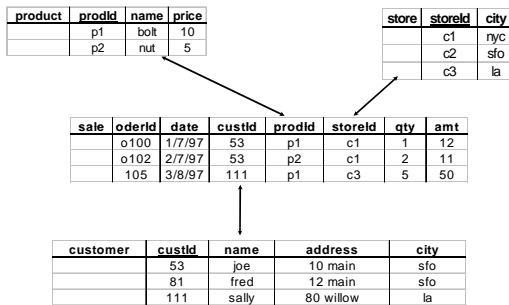 product prodId name price
p1 bolt 10
p2 nut 5
store storeId city
c1 nyc
c2 sfo
c3 la
sale oderId date custId prodId storeId qty amt
o100 1/7/97 53 p1 c1 1 12
o102 2/7/97 53 p2 c1 2 11
105 3/8/97 111 p1 c3 5 50
customer custId name address city
53 joe 10 main sfo
81 fred 12 main sfo
111 sally 80 willow la